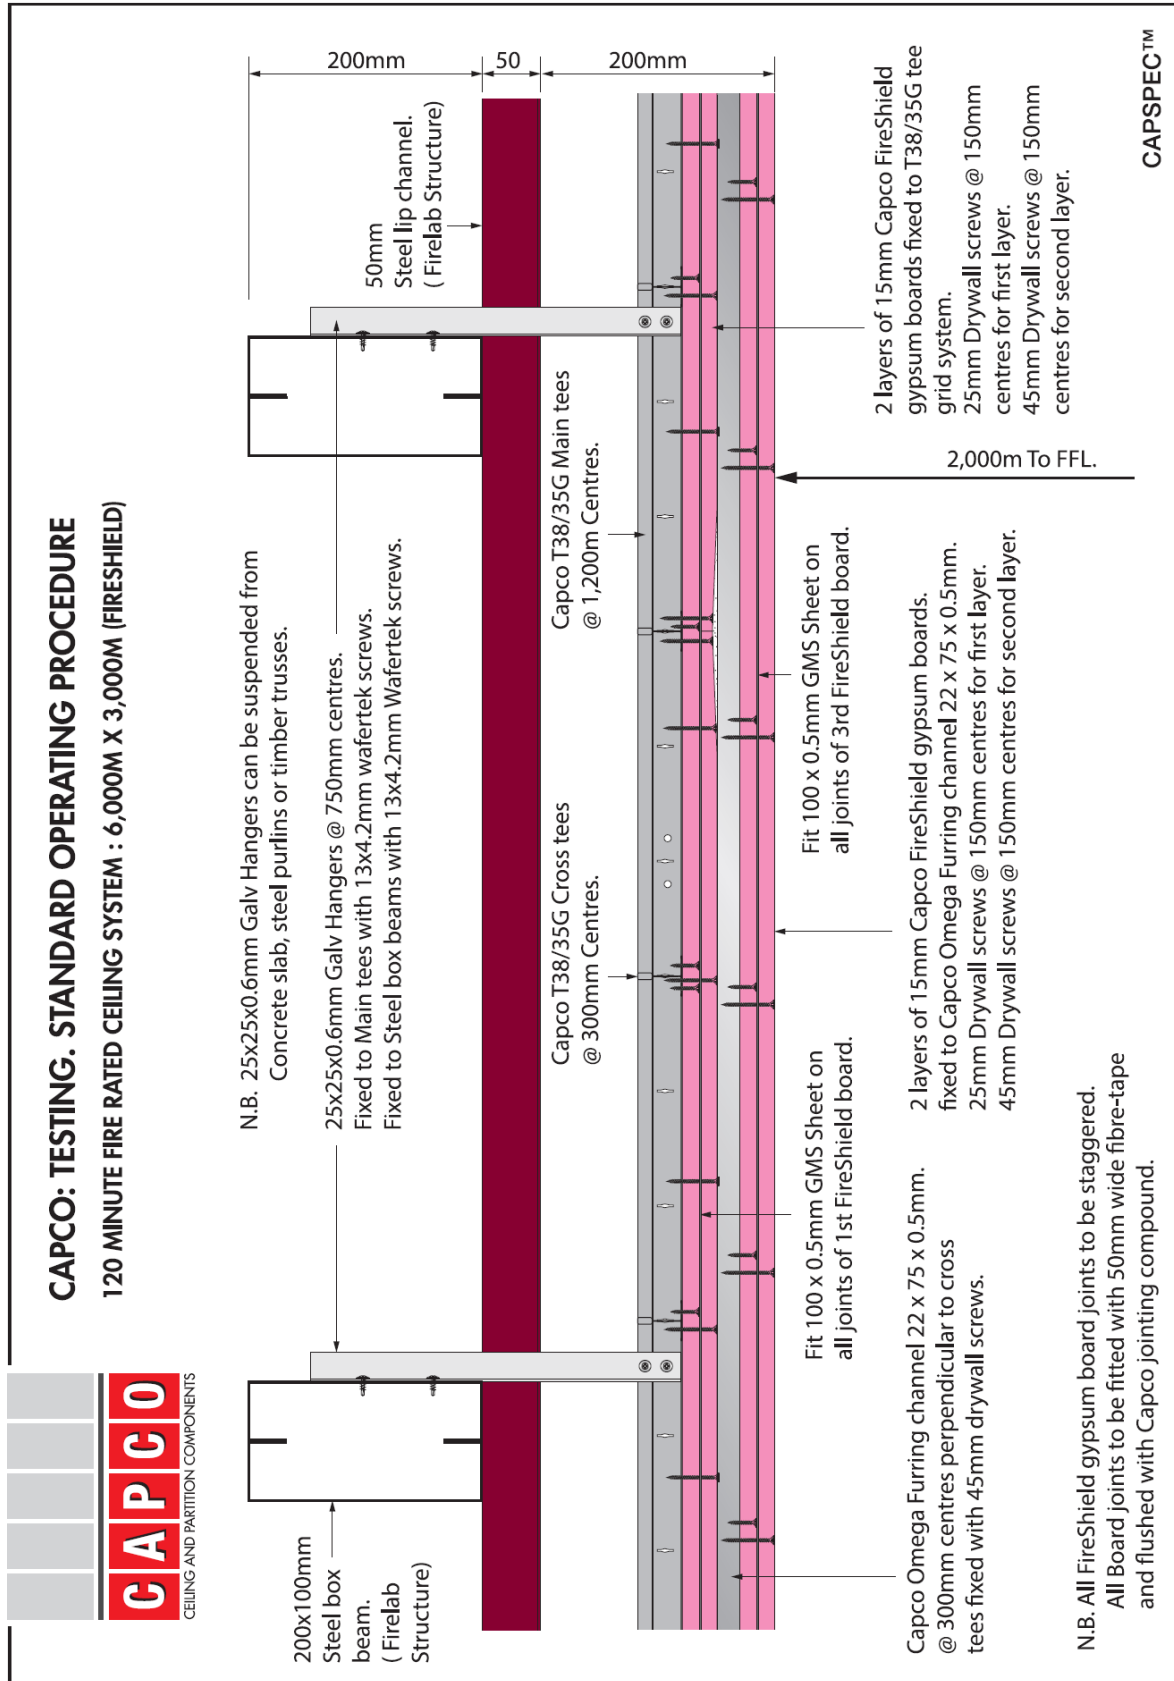 CAPCO
CEILING AND PARTITION COMPONENTS
CAPCO: TESTING. STANDARD OPERATING PROCEDURE
120 MINUTE FIRE RATED CEILING SYSTEM : 6,000M X 3,000M (FIRESHIELD)
N.B. 25x25x0.6mm Galv Hangers can be suspended from
Concrete slab, steel purlins or timber trusses.
25x25x0.6mm Galv Hangers @ 750mm centres.
Fixed to Main tees with 13x4.2mm wafertek screws.
Fixed to Steel box beams with 13x4.2mm Wafertek screws.
200x100mm
Steel box
beam.
( Firelab
Structure)
50mm
Steel lip channel.
( Firelab Structure)
200mm
50
200mm
Capco T38/35G Cross tees
@ 300mm Centres.
Capco T38/35G Main tees
@ 1,200m Centres.
Fit 100 x 0.5mm GMS Sheet on
all joints of 1st FireShield board.
Fit 100 x 0.5mm GMS Sheet on
all joints of 3rd FireShield board.
2,000m To FFL.
Capco Omega Furring channel 22 x 75 x 0.5mm.
@ 300mm centres perpendicular to cross
tees fixed with 45mm drywall screws.
2 layers of 15mm Capco FireShield gypsum boards.
fixed to Capco Omega Furring channel 22 x 75 x 0.5mm.
25mm Drywall screws @ 150mm centres for first layer.
45mm Drywall screws @ 150mm centres for second layer.
2 layers of 15mm Capco FireShield
gypsum boards fixed to T38/35G tee
grid system.
25mm Drywall screws @ 150mm
centres for first layer.
45mm Drywall screws @ 150mm
centres for second layer.
N.B. All FireShield gypsum board joints to be staggered.
All Board joints to be fitted with 50mm wide fibre-tape
and flushed with Capco jointing compound.
CAPSPEC™